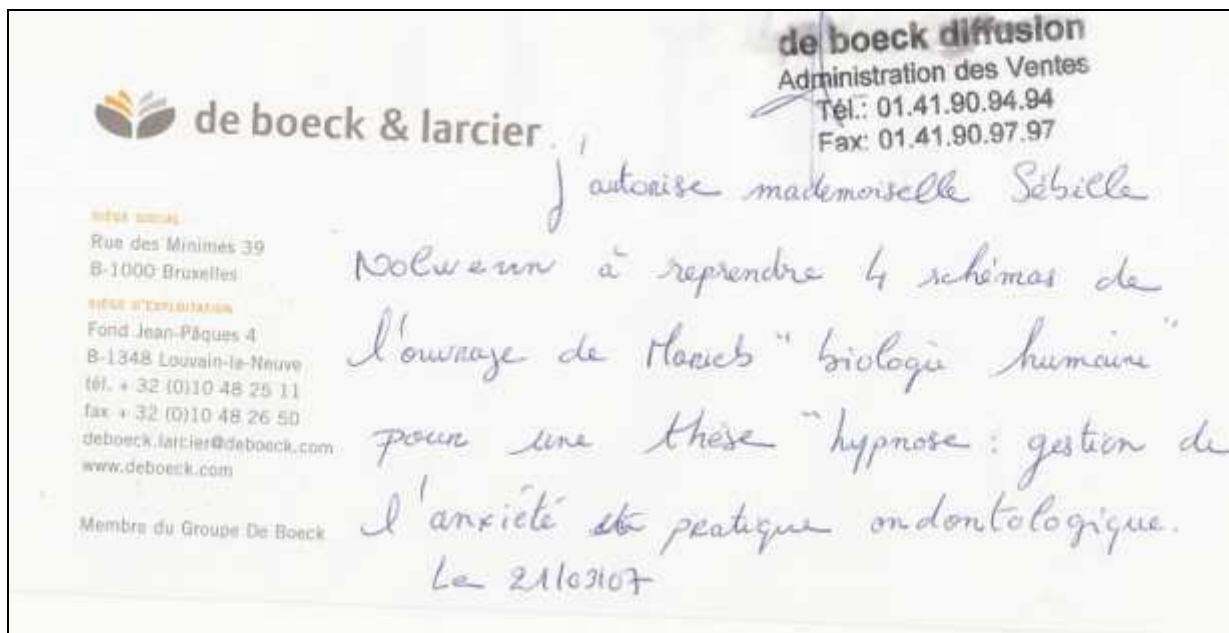 de boeck diffusion
Administration des Ventes
Tél.: 01.41.90.94.94
Fax: 01.41.90.97.97
de boeck & larcier
j'autorise mademoiselle Sébille
Nolwenn à reprendre 4 schémas de
l'ouvrage de Marieb "biologie humaine"
pour une thèse "hypnose : gestion de
l'anxiété et pratique ondontologique.
Le 21/03/07
SIÈGE SOCIAL
Rue des Minimes 39
B-1000 Bruxelles
SIÈGE D'EXPLOITATION
Fond Jean-Pâques 4
B-1348 Louvain-la-Neuve
tél. + 32 (0)10 48 25 11
fax + 32 (0)10 48 26 50
deboeck.larcier@deboeck.com
www.deboeck.com
Membre du Groupe De Boeck